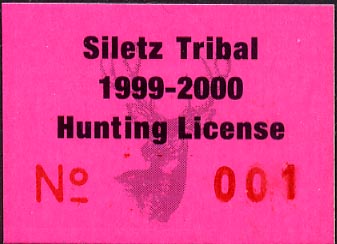 Siletz Tribal
1999-2000
Hunting License
Nº 001